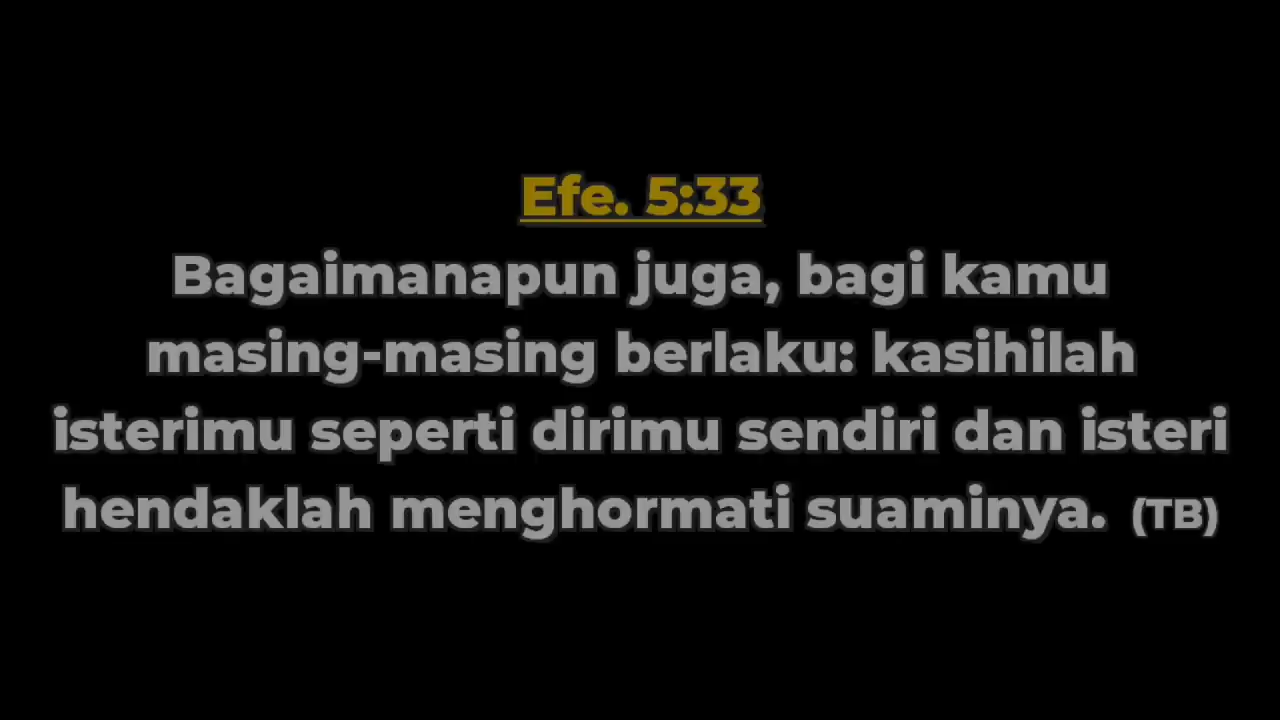 Efe. 5:33
Bagaimanapun juga, bagi kamu
masing-masing berlaku: kasihilah
isterimu seperti dirimu sendiri dan isteri
hendaklah menghormati suaminya. (TB)